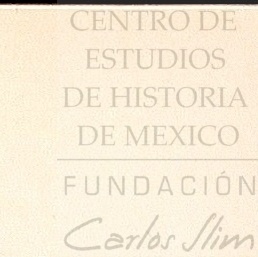 CENTRO DE
ESTUDIOS
DE HISTORIA
DE MEXICO
FUNDACIÓN
Carlos Slim